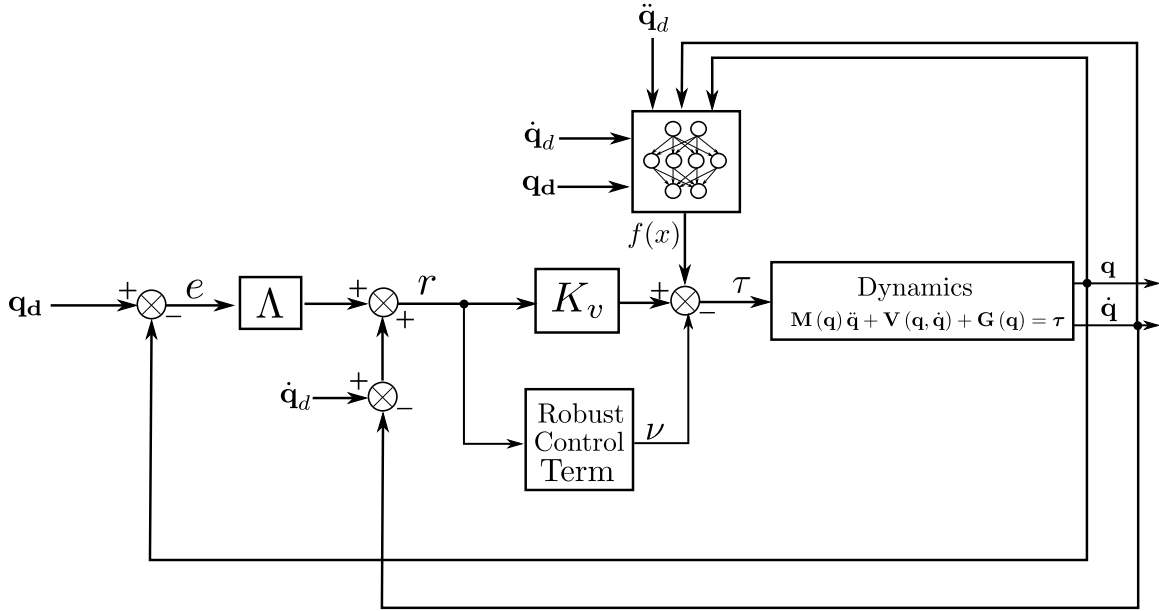 q̈_d
q̇_d
q_d
f(x)
q_d
+
−
e
Λ
+
+
r
K_v
+
−
τ
Dynamics
M(q)q̈+V(q,q̇)+G(q)=τ
q
q̇
q̇_d
+
−
Robust
Control
Term
ν